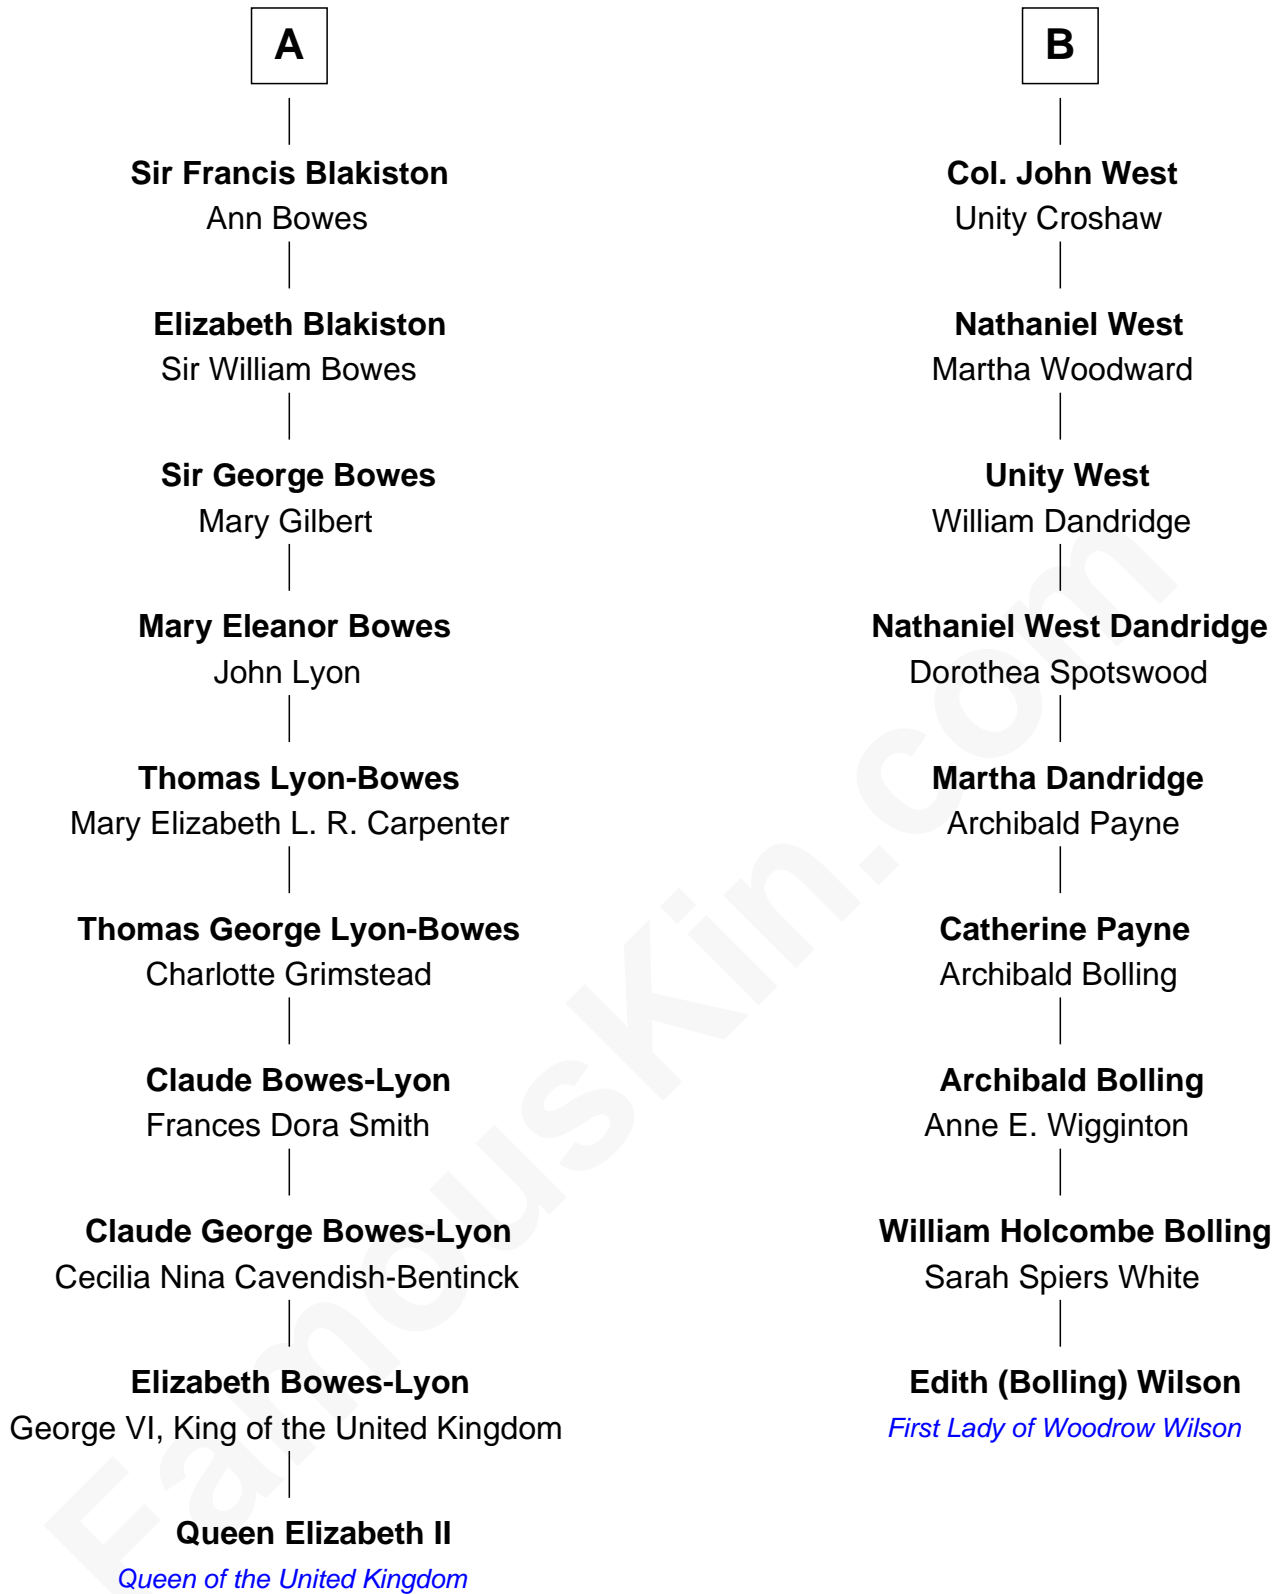 A
Sir Francis Blakiston
Ann Bowes
Elizabeth Blakiston
Sir William Bowes
Sir George Bowes
Mary Gilbert
Mary Eleanor Bowes
John Lyon
Thomas Lyon-Bowes
Mary Elizabeth L. R. Carpenter
Thomas George Lyon-Bowes
Charlotte Grimstead
Claude Bowes-Lyon
Frances Dora Smith
Claude George Bowes-Lyon
Cecilia Nina Cavendish-Bentinck
Elizabeth Bowes-Lyon
George VI, King of the United Kingdom
Queen Elizabeth II
Queen of the United Kingdom
B
Col. John West
Unity Croshaw
Nathaniel West
Martha Woodward
Unity West
William Dandridge
Nathaniel West Dandridge
Dorothea Spotswood
Martha Dandridge
Archibald Payne
Catherine Payne
Archibald Bolling
Archibald Bolling
Anne E. Wigginton
William Holcombe Bolling
Sarah Spiers White
Edith (Bolling) Wilson
First Lady of Woodrow Wilson
FamousKin.com